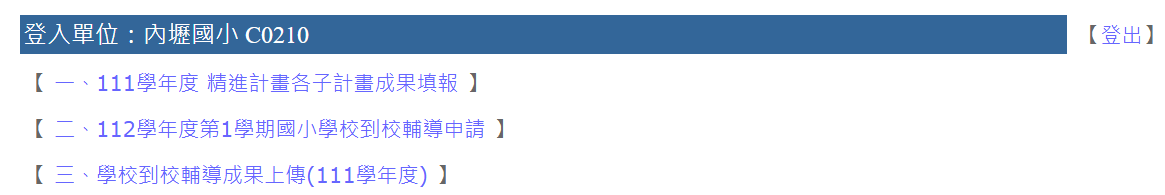 登入單位：內壢國小 C0210 【登出】
【 一、111學年度 精進計畫各子計畫成果填報 】
【 二、112學年度第1學期國小學校到校輔導申請 】
【 三、學校到校輔導成果上傳(111學年度) 】